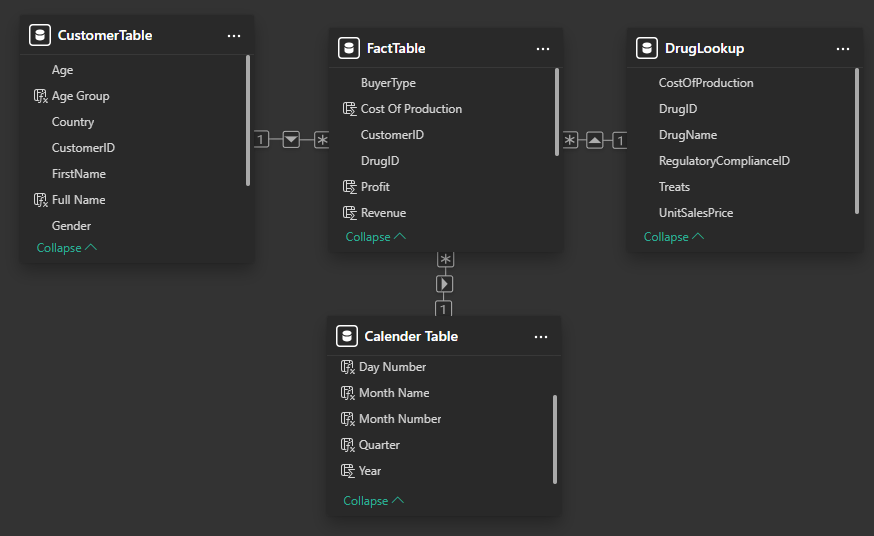 CustomerTable
...
Age
Age Group
Country
CustomerID
FirstName
Full Name
Gender
Collapse
1
*
FactTable
...
BuyerType
Cost Of Production
CustomerID
DrugID
Profit
Revenue
Collapse
*
1
DrugLookup
...
CostOfProduction
DrugID
DrugName
RegulatoryComplianceID
Treats
UnitSalesPrice
Collapse
*
1
Calender Table
...
Day Number
Month Name
Month Number
Quarter
Year
Collapse